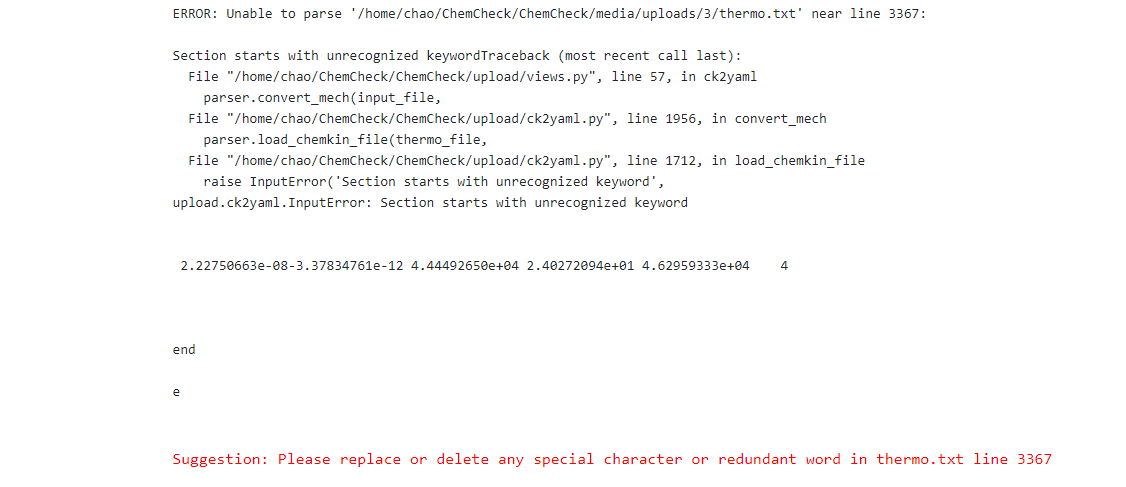 ERROR: Unable to parse '/home/chao/ChemCheck/ChemCheck/media/uploads/3/thermo.txt' near line 3367:
Section starts with unrecognized keywordTraceback (most recent call last):
File "/home/chao/ChemCheck/ChemCheck/upload/views.py", line 57, in ck2yaml
parser.convert_mech(input_file,
File "/home/chao/ChemCheck/ChemCheck/upload/ck2yaml.py", line 1956, in convert_mech
parser.load_chemkin_file(thermo_file,
File "/home/chao/ChemCheck/ChemCheck/upload/ck2yaml.py", line 1712, in load_chemkin_file
raise InputError('Section starts with unrecognized keyword',
upload.ck2yaml.InputError: Section starts with unrecognized keyword
2.22750663e-08-3.37834761e-12 4.44492650e+04 2.40272094e+01 4.62959333e+04    4
end
e
Suggestion: Please replace or delete any special character or redundant word in thermo.txt line 3367